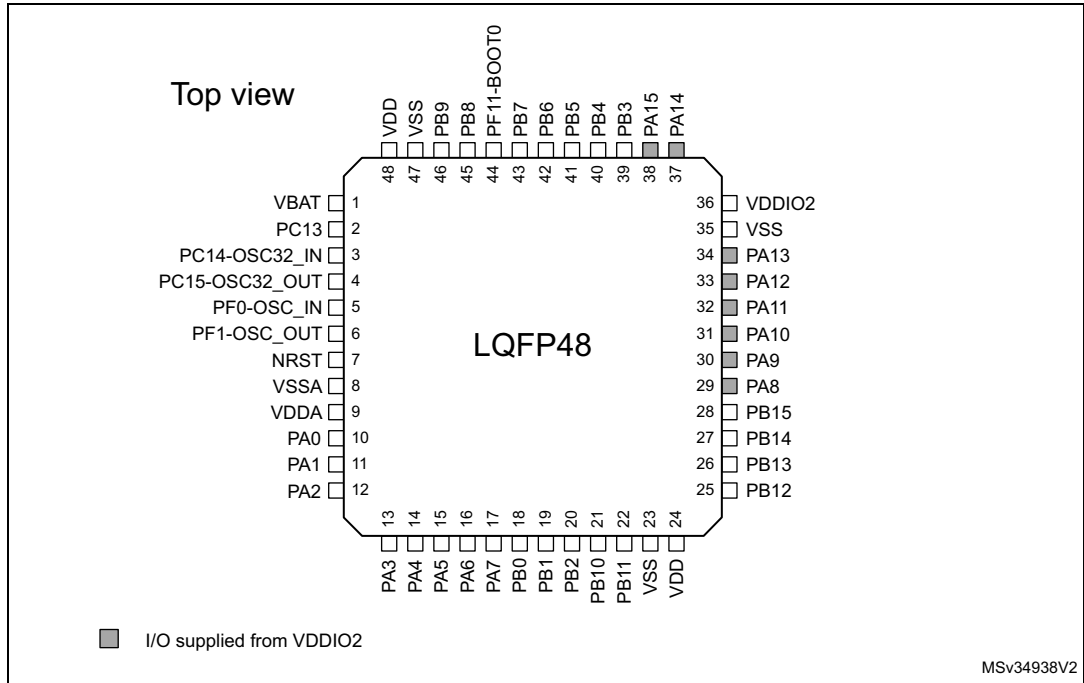 Top view
VDD
VSS
PB9
PB8
PF11-BOOT0
PB7
PB6
PB5
PB4
PB3
PA15
PA14
48
47
46
45
44
43
42
41
40
39
38
37
VBAT 1
PC13 2
PC14-OSC32_IN 3
PC15-OSC32_OUT 4
PF0-OSC_IN 5
PF1-OSC_OUT 6
NRST 7
VSSA 8
VDDA 9
PA0 10
PA1 11
PA2 12
LQFP48
36 VDDIO2
35 VSS
34 PA13
33 PA12
32 PA11
31 PA10
30 PA9
29 PA8
28 PB15
27 PB14
26 PB13
25 PB12
13
14
15
16
17
18
19
20
21
22
23
24
PA3
PA4
PA5
PA6
PA7
PB0
PB1
PB2
PB10
PB11
VSS
VDD
I/O supplied from VDDIO2
MSv34938V2